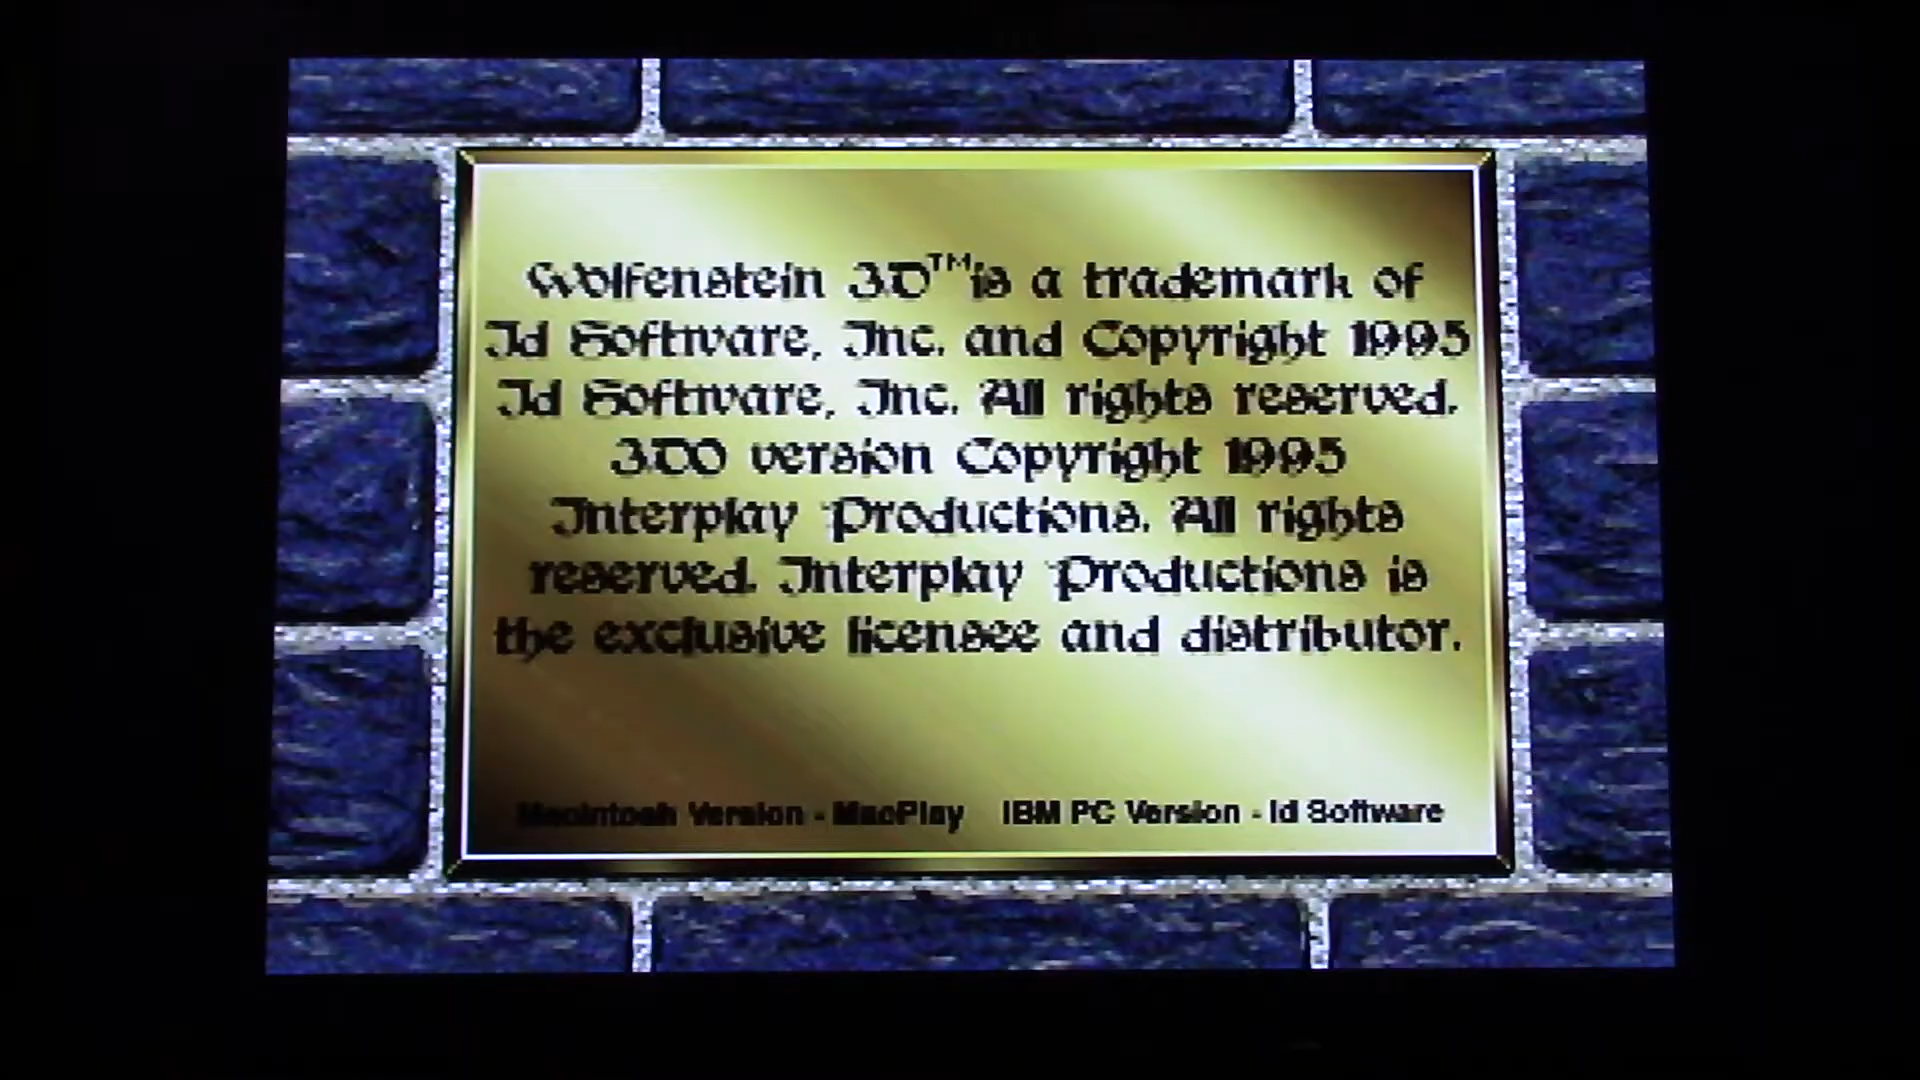 Wolfenstein 3D™ is a trademark of
Id Software, Inc. and Copyright 1995
Id Software, Inc. All rights reserved.
3DO version Copyright 1995
Interplay Productions. All rights
reserved. Interplay Productions is
the exclusive licensee and distributor.
Macintosh Version - MacPlay IBM PC Version - Id Software